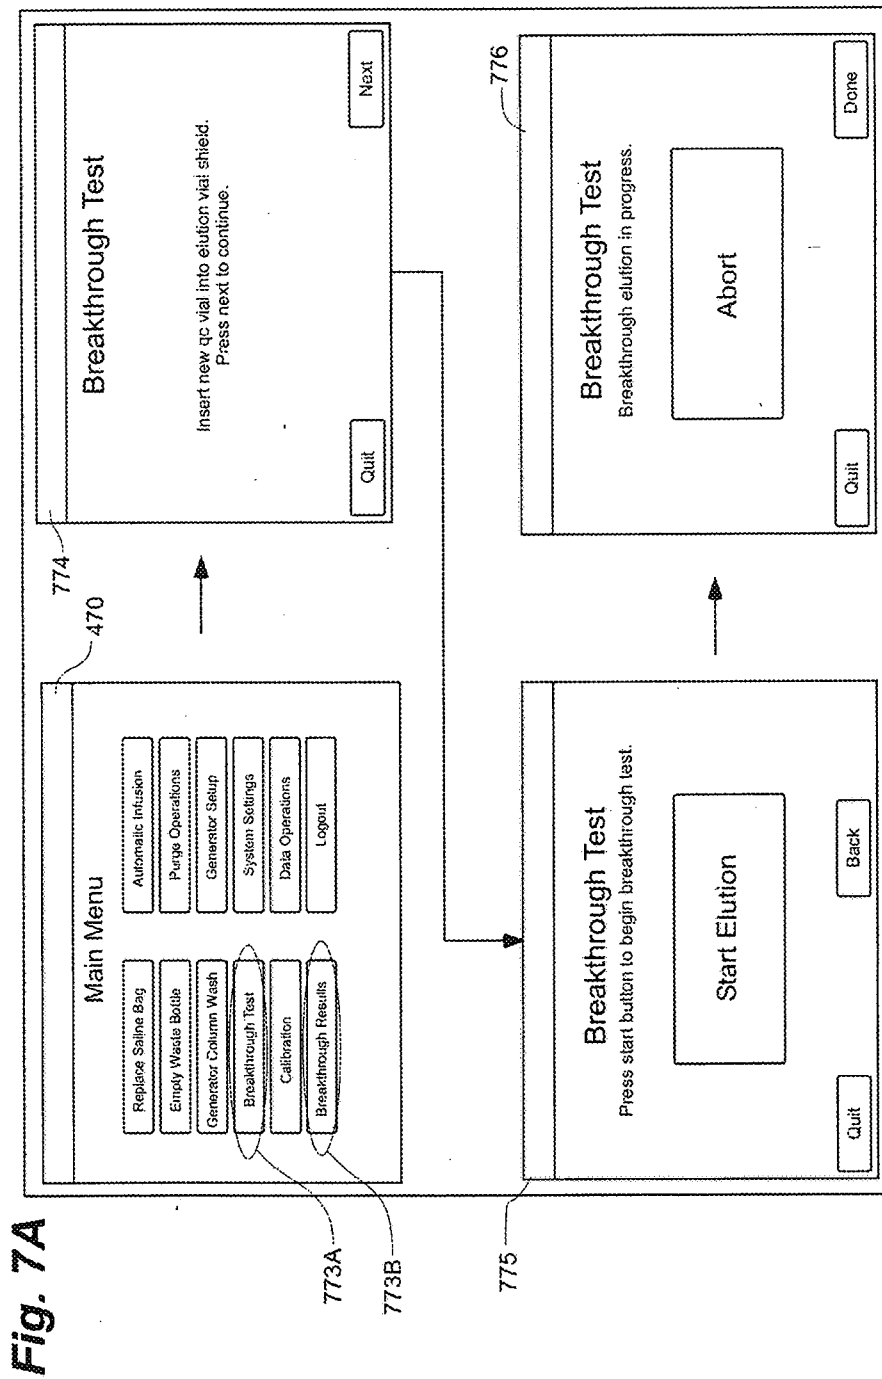 Fig. 7A
470
Main Menu
Replace Saline Bag
Automatic Infusion
Empty Waste Bottle
Purge Operations
Generator Column Wash
Generator Setup
Breakthrough Test
System Settings
Calibration
Data Operations
Breakthrough Results
Logout
773A
773B
774
Breakthrough Test
Insert new qc vial into elution vial shield.
Press next to continue.
Quit
Next
775
Breakthrough Test
Press start button to begin breakthrough test.
Start Elution
Quit
Back
776
Breakthrough Test
Breakthrough elution in progress.
Abort
Quit
Done